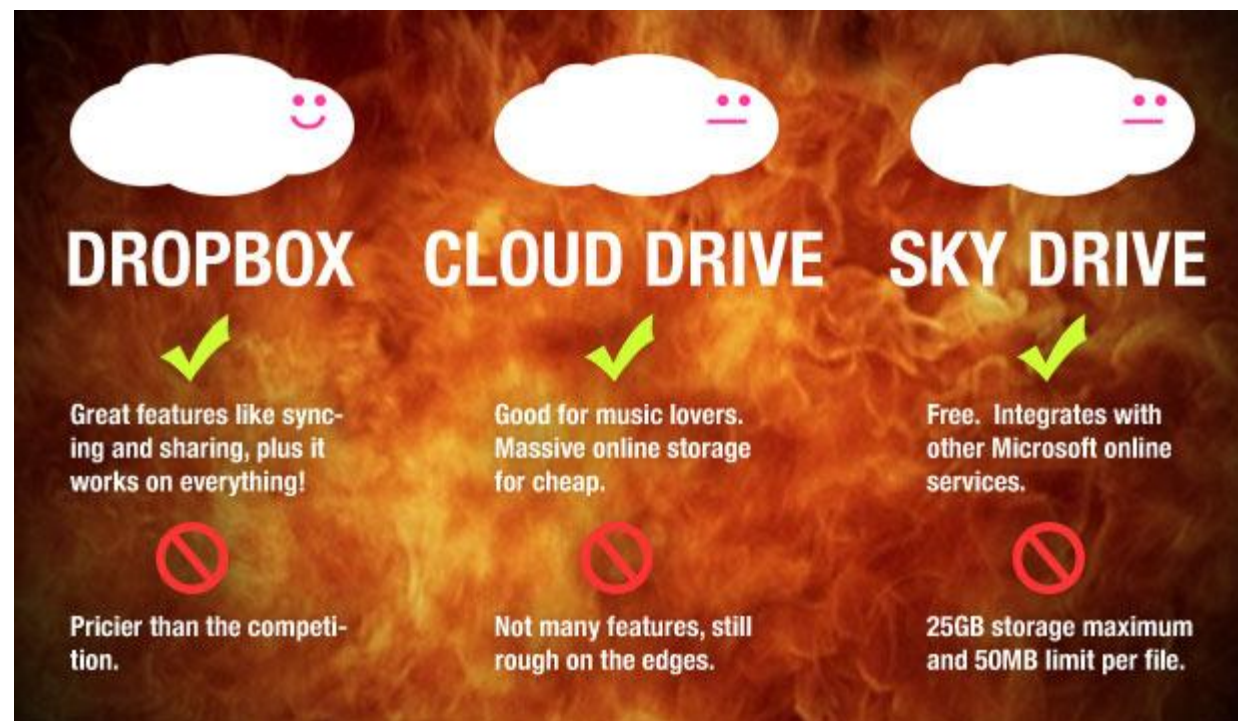 DROPBOX
Great features like sync-
ing and sharing, plus it
works on everything!
Pricier than the competi-
tion.
CLOUD DRIVE
Good for music lovers.
Massive online storage
for cheap.
Not many features, still
rough on the edges.
SKY DRIVE
Free.  Integrates with
other Microsoft online
services.
25GB storage maximum
and 50MB limit per file.